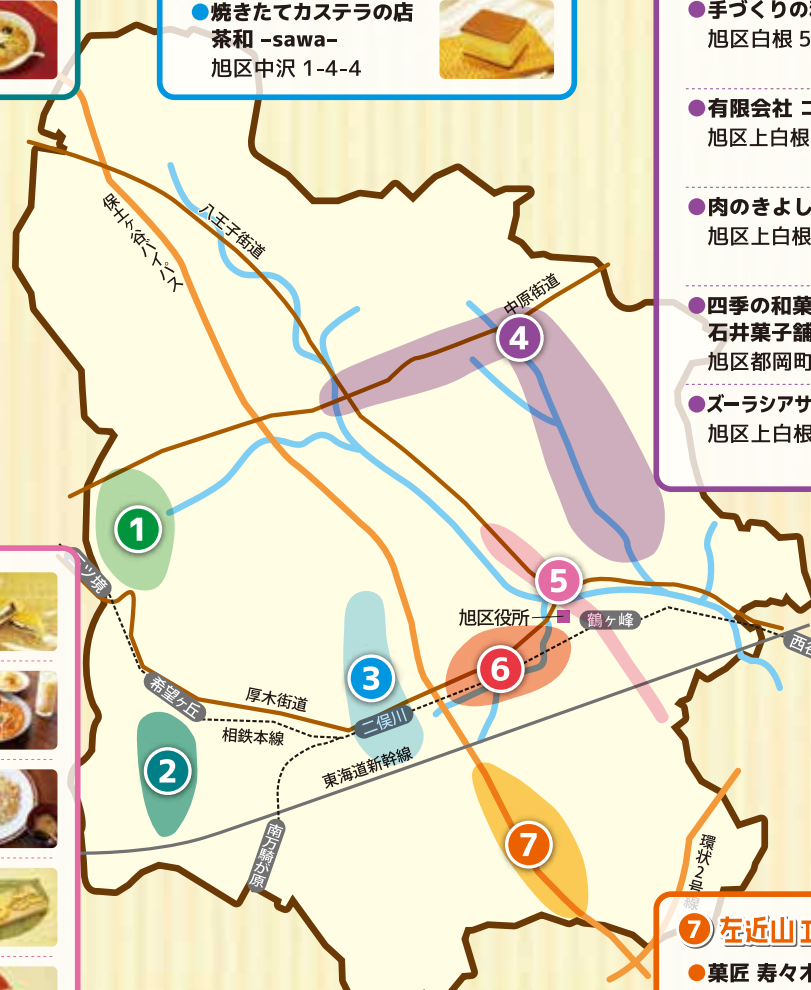 ●焼きたてカステラの店
茶和 –sawa–
旭区中沢 1-4-4
●手づくりの
旭区白根 5
●有限会社
旭区上白根
●肉のきよし
旭区上白根
●四季の和菓
石井菓子舗
旭区都岡町
●ズーラシアサ
旭区上白根
保土ヶ谷バイパス
八王子街道
中原街道
4
1
ツ境
5
旭区役所
鶴ヶ峰
西谷
6
3
希望ヶ丘
厚木街道
二俣川
相鉄本線
東海道新幹線
2
南万騎が原
7
環状2号線
7 左近山
●菓匠 寿々木